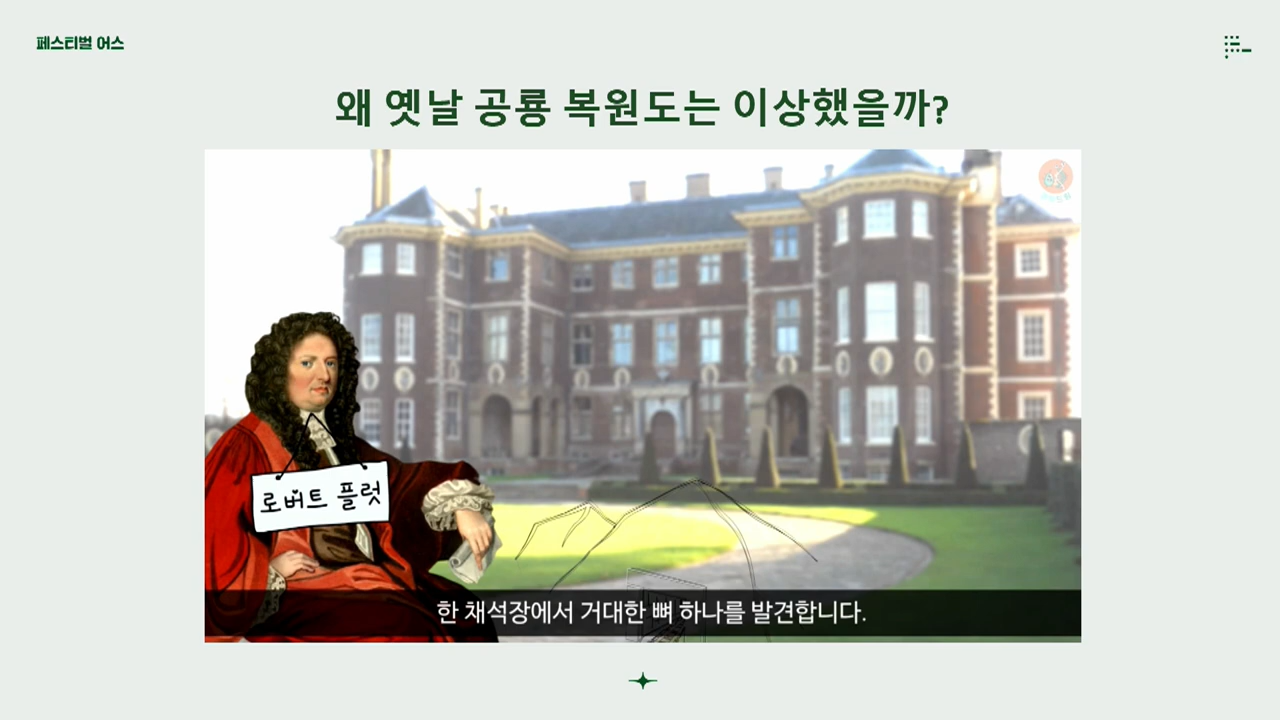 페스티벌 어스
왜 옛날 공룡 복원도는 이상했을까?
로버트 플럿
한 채석장에서 거대한 뼈 하나를 발견합니다.